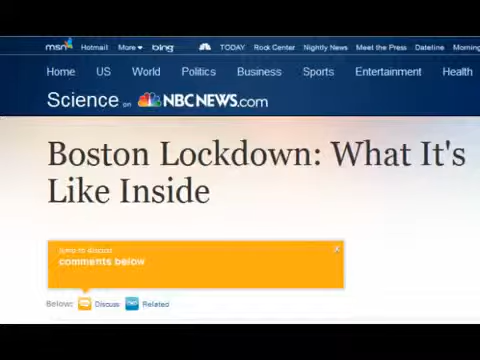 msn Hotmail More bing TODAY Rock Center Nightly News Meet the Press Dateline Morning
Home US World Politics Business Sports Entertainment Health
Science on NBCNEWS.com
Boston Lockdown: What It's
Like Inside
Jump to discuss x
comments below
Below: Discuss Related